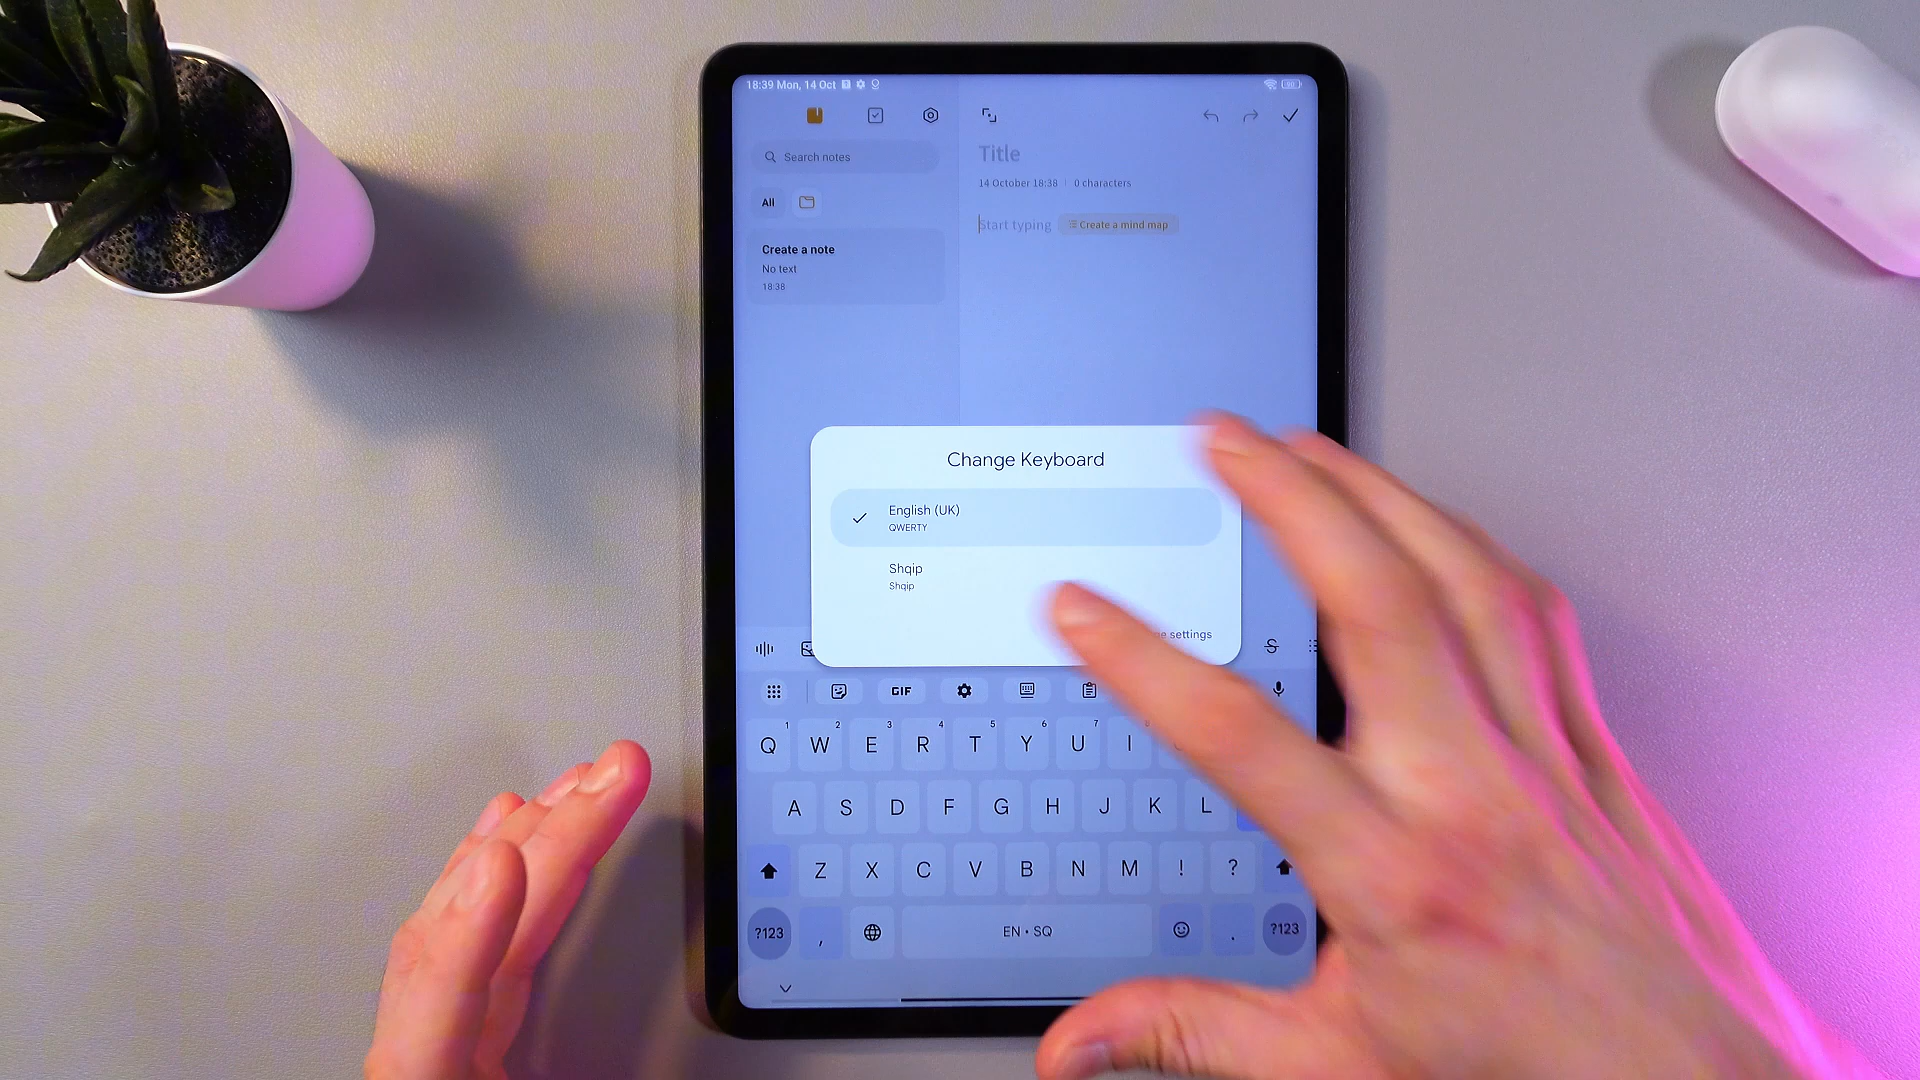 18:39 Mon, 14 Oct
Search notes
All
Create a note
No text
18:38
Title
14 October 18:38 | 0 characters
Start typing
Create a mind map
Change Keyboard
English (UK)
QWERTY
Shqip
Shqip
settings
GIF
1 2 3 4 5 6 7
Q W E R T Y U I
A S D F G H J K L
Z X C V B N M ! ?
?123 , EN • SQ . ?123